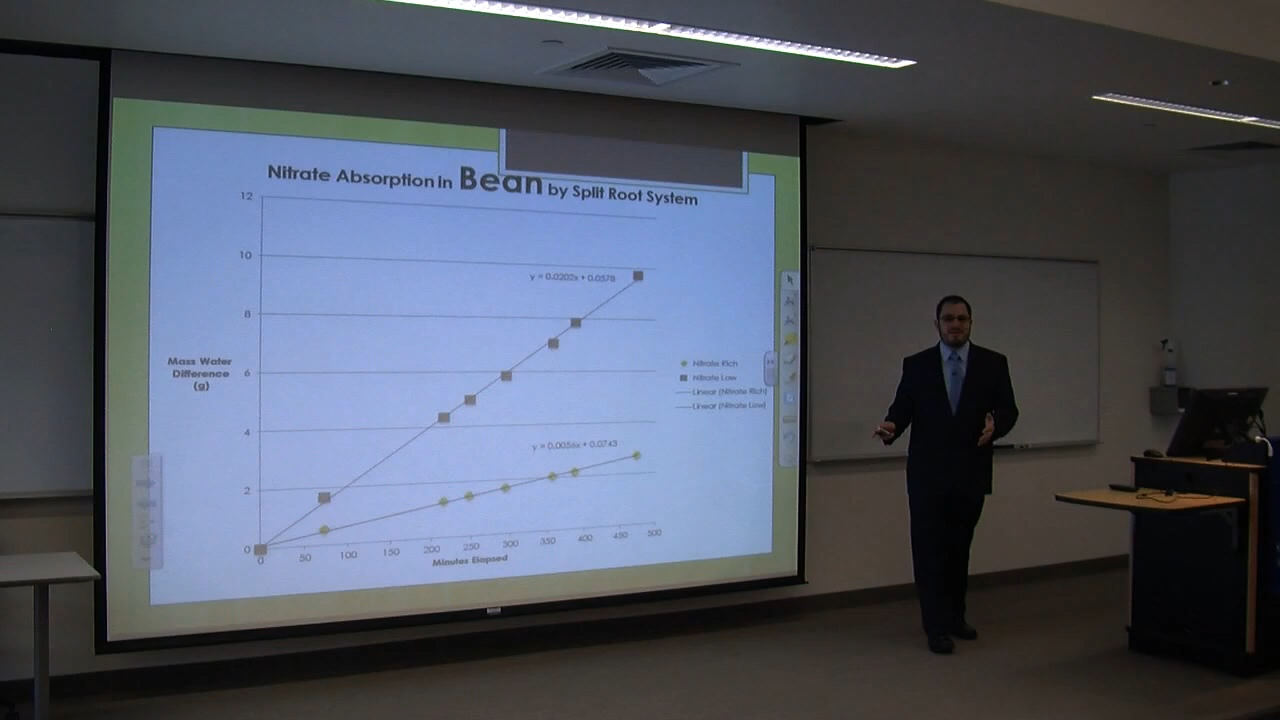 Nitrate Absorption in Bean by Split Root System
12
10
8
6
4
2
0
Mass Water
Difference
(g)
y = 0.0202x + 0.0578
y = 0.0056x + 0.0743
Nitrate Rich
Nitrate Low
Linear (Nitrate Rich)
Linear (Nitrate Low)
0 50 100 150 200 250 300 350 400 450 500
Minutes Elapsed